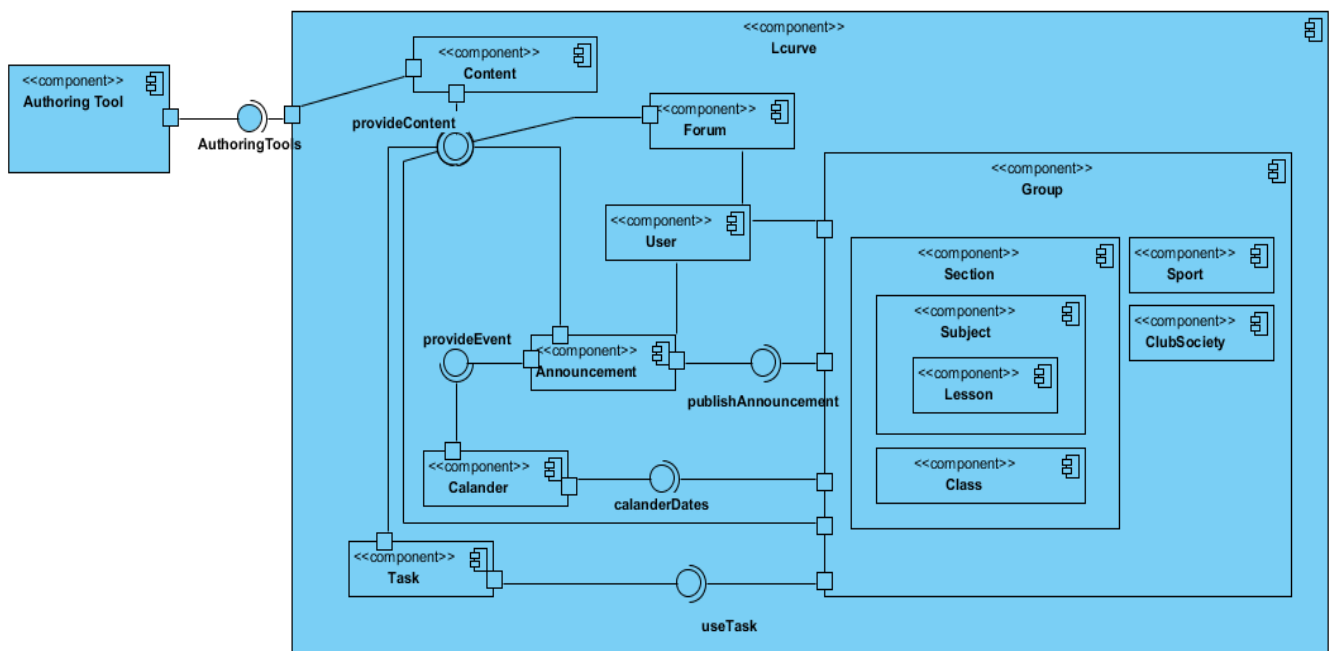 <<component>>
Lcurve
<<component>>
Content
<<component>>
Authoring Tool
AuthoringTools
provideContent
<<component>>
Forum
<<component>>
Group
<<component>>
User
<<component>>
Section
<<component>>
Sport
<<component>>
Subject
<<component>>
ClubSociety
provideEvent
<<component>>
Announcement
<<component>>
Lesson
publishAnnouncement
<<component>>
Calander
<<component>>
Class
calanderDates
<<component>>
Task
useTask